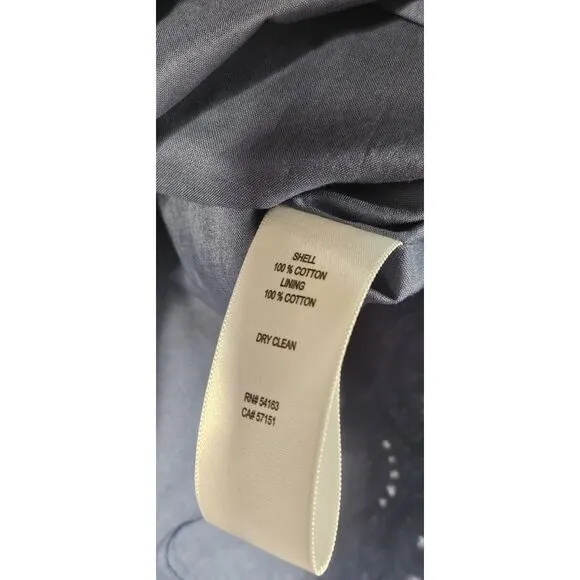 SHELL
100 % COTTON
LINING
100 % COTTON
DRY CLEAN
RN# 54163
CA# 57151